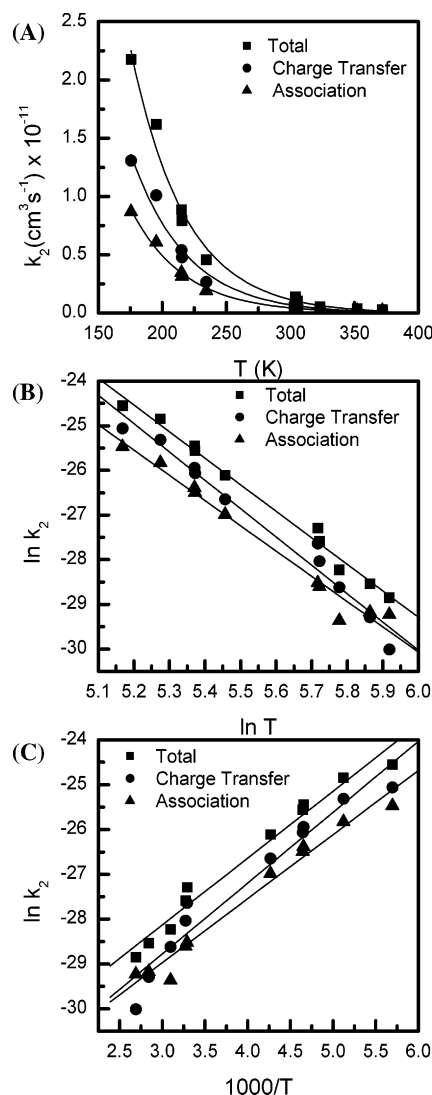 (A)
2.5
2.0
1.5
1.0
0.5
0.0
k₂(cm³s⁻¹) x 10⁻¹¹
Total
Charge Transfer
Association
150 200 250 300 350 400
T (K)
(B)
-24
-25
-26
-27
-28
-29
-30
ln k₂
Total
Charge Transfer
Association
5.1 5.2 5.3 5.4 5.5 5.6 5.7 5.8 5.9 6.0
ln T
(C)
-24
-25
-26
-27
-28
-29
-30
ln k₂
Total
Charge Transfer
Association
2.5 3.0 3.5 4.0 4.5 5.0 5.5 6.0
1000/T